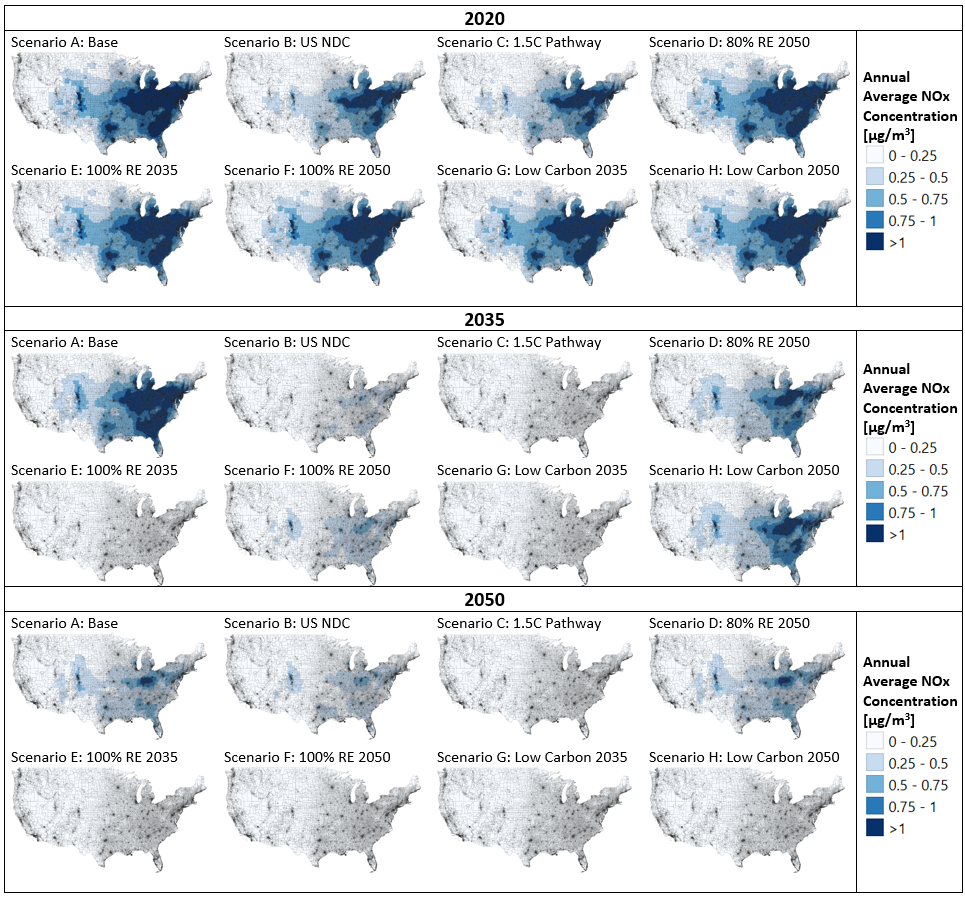 2020
Scenario A: Base
Scenario B: US NDC
Scenario C: 1.5C Pathway
Scenario D: 80% RE 2050
Scenario E: 100% RE 2035
Scenario F: 100% RE 2050
Scenario G: Low Carbon 2035
Scenario H: Low Carbon 2050
Annual
Average NOx
Concentration
[µg/m³]
0 - 0.25
0.25 - 0.5
0.5 - 0.75
0.75 - 1
>1
2035
Scenario A: Base
Scenario B: US NDC
Scenario C: 1.5C Pathway
Scenario D: 80% RE 2050
Scenario E: 100% RE 2035
Scenario F: 100% RE 2050
Scenario G: Low Carbon 2035
Scenario H: Low Carbon 2050
Annual
Average NOx
Concentration
[µg/m³]
0 - 0.25
0.25 - 0.5
0.5 - 0.75
0.75 - 1
>1
2050
Scenario A: Base
Scenario B: US NDC
Scenario C: 1.5C Pathway
Scenario D: 80% RE 2050
Scenario E: 100% RE 2035
Scenario F: 100% RE 2050
Scenario G: Low Carbon 2035
Scenario H: Low Carbon 2050
Annual
Average NOx
Concentration
[µg/m³]
0 - 0.25
0.25 - 0.5
0.5 - 0.75
0.75 - 1
>1